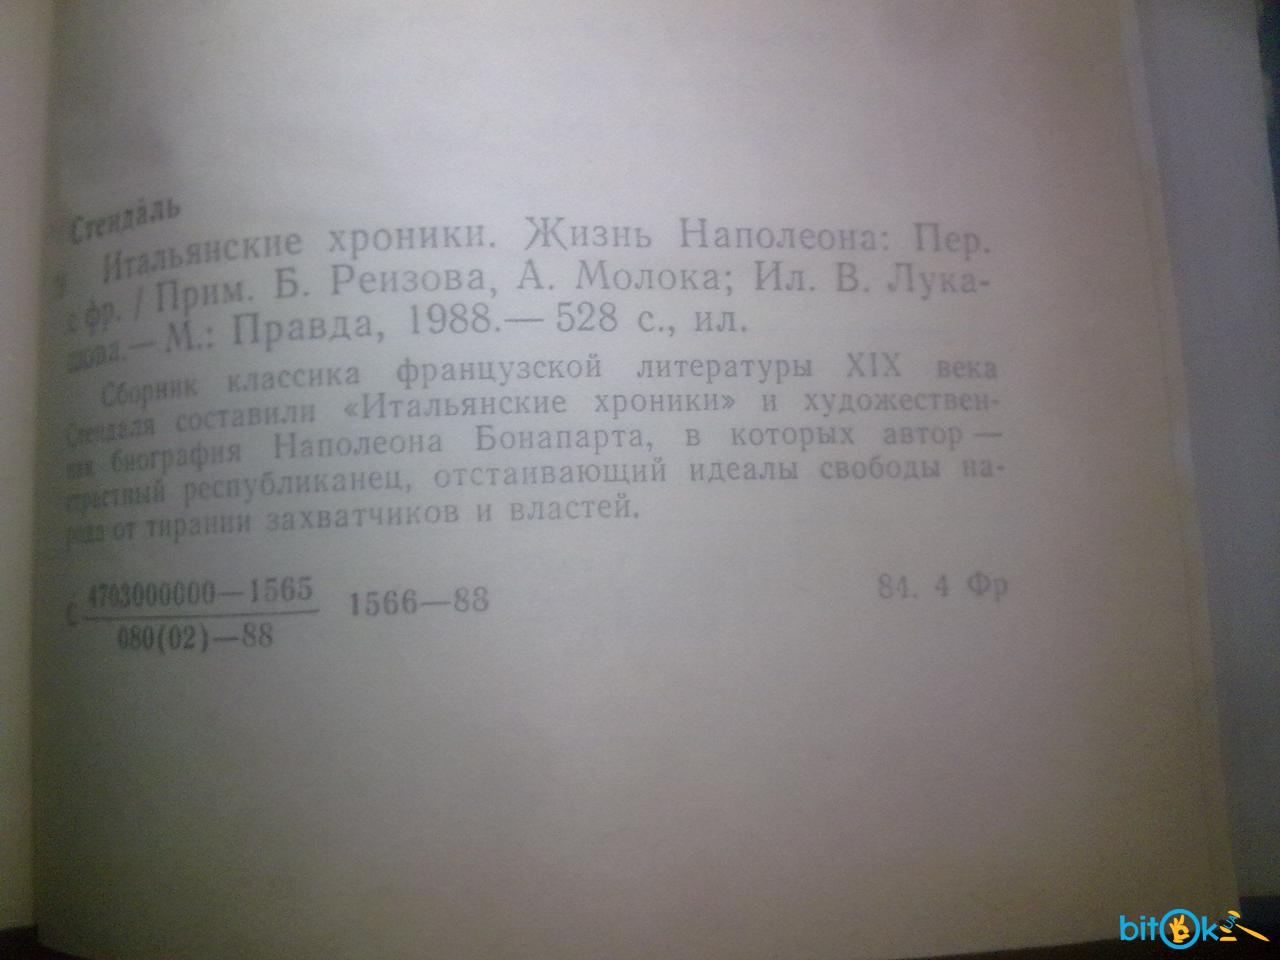 Стендаль
Итальянские хроники. Жизнь Наполеона: Пер.
с фр. / Прим. Б. Реизова, А. Молока; Ил. В. Лука-
шова.— М.: Правда, 1988.— 528 с., ил.
Сборник классика французской литературы XIX века
Стендаля составили «Итальянские хроники» и художествен-
ная биография Наполеона Бонапарта, в которых автор —
страстный республиканец, отстаивающий идеалы свободы на-
рода от тирании захватчиков и властей.
С 4703000000—1565 1566—88 84. 4 Фр
080(02)—88
bitOk UA